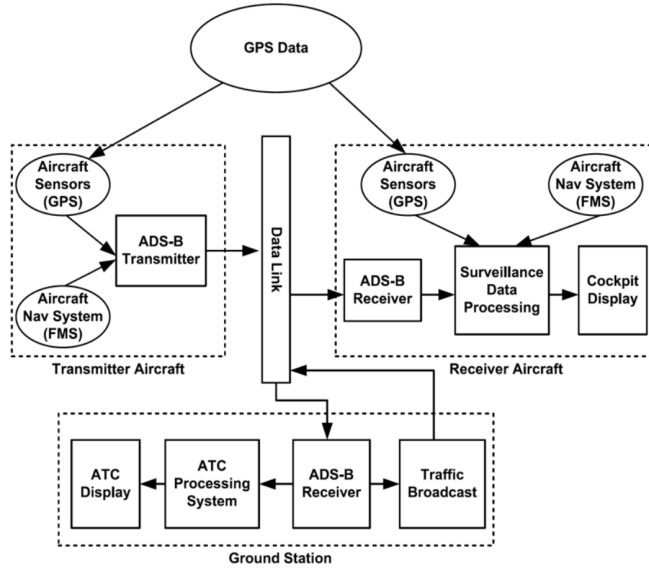 GPS Data
Aircraft
Sensors
(GPS)
ADS-B
Transmitter
Aircraft
Nav System
(FMS)
Transmitter Aircraft
Data Link
Aircraft
Sensors
(GPS)
Aircraft
Nav System
(FMS)
ADS-B
Receiver
Surveillance
Data
Processing
Cockpit
Display
Receiver Aircraft
ATC
Display
ATC
Processing
System
ADS-B
Receiver
Traffic
Broadcast
Ground Station